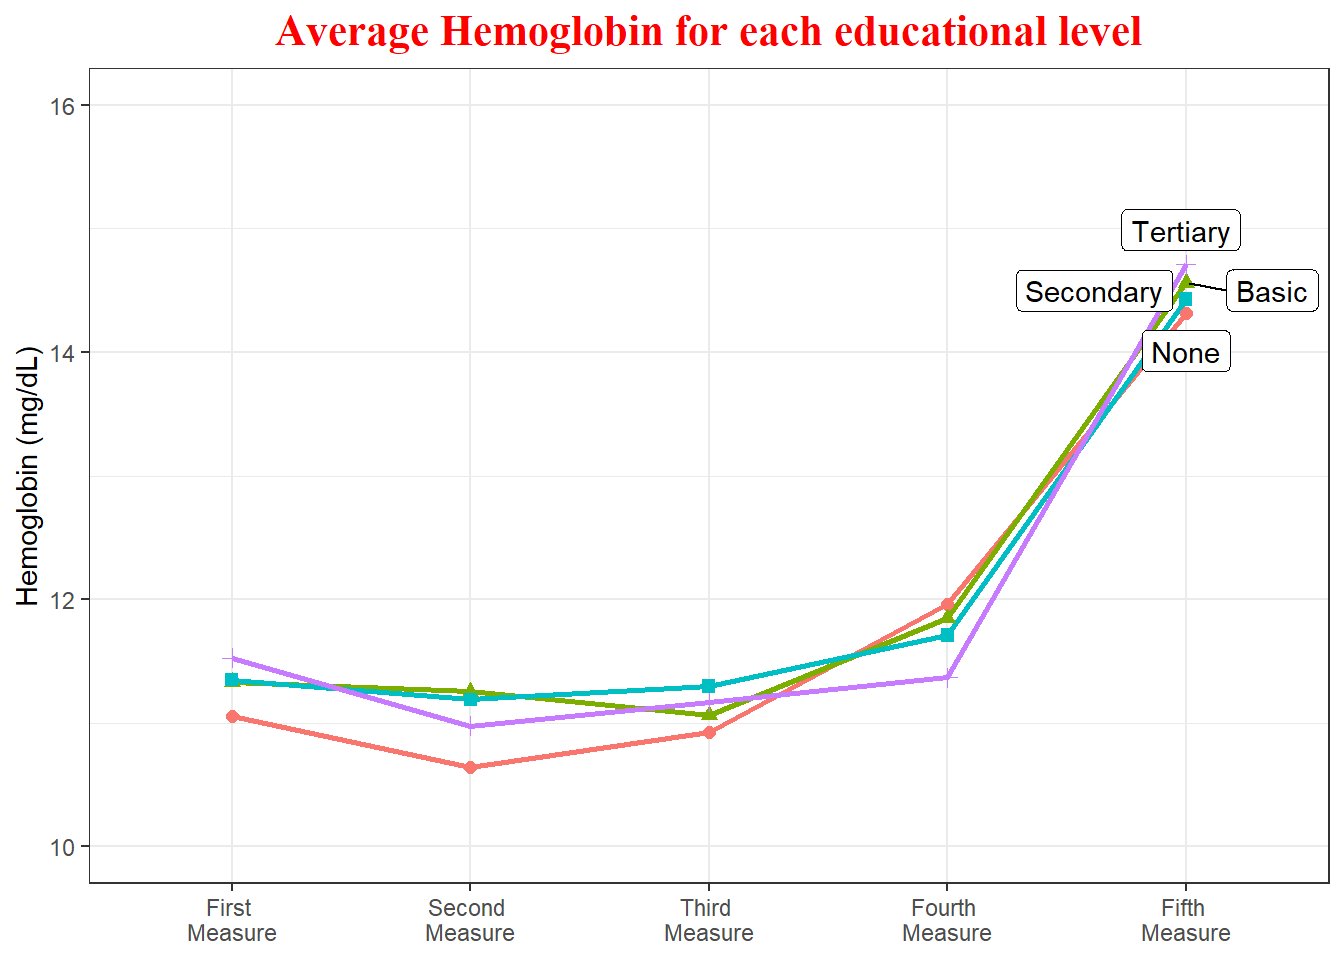 Average Hemoglobin for each educational level
Hemoglobin (mg/dL)
16
14
12
10
Tertiary
Secondary
Basic
None
First
Measure
Second
Measure
Third
Measure
Fourth
Measure
Fifth
Measure